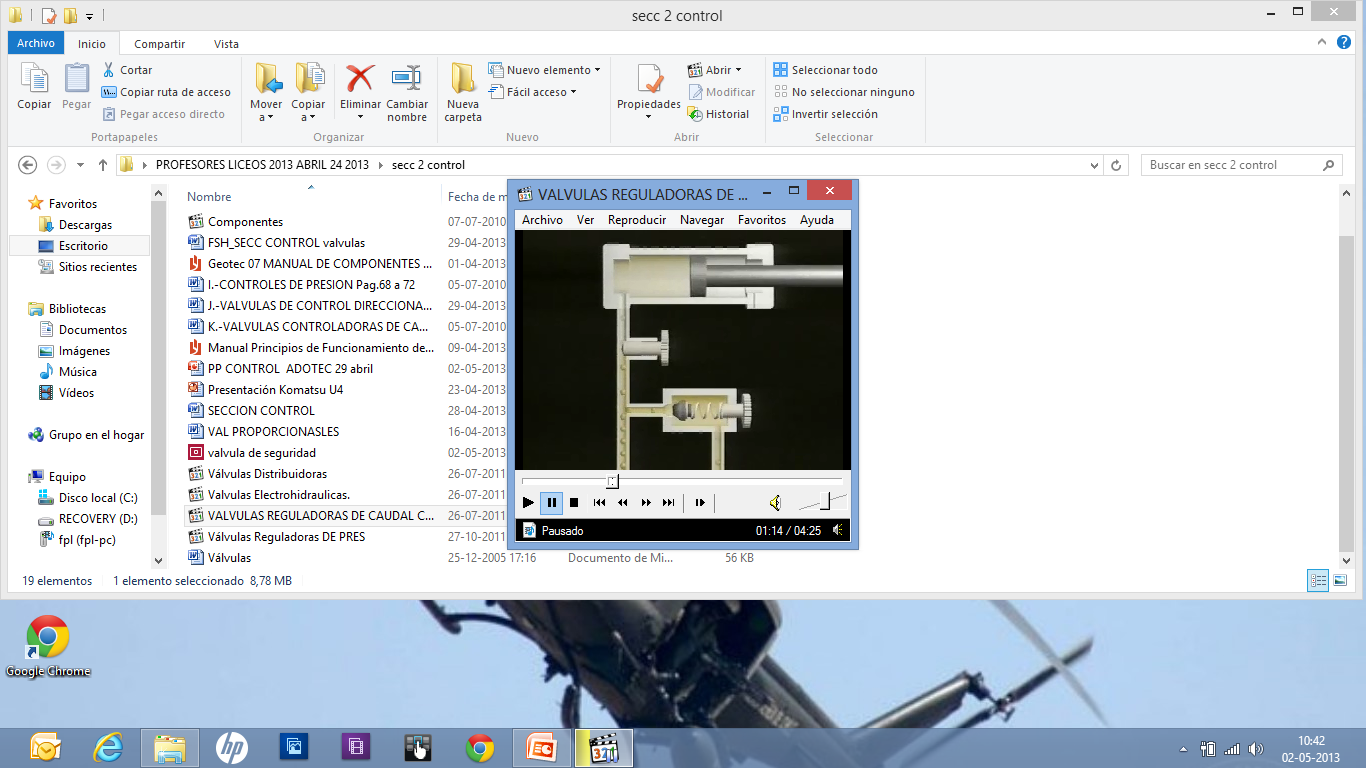 secc 2 control
Archivo Inicio Compartir Vista
Copiar
Pegar
Cortar
Copiar ruta de acceso
Pegar acceso directo
Portapapeles
Mover a
Copiar a
Eliminar
Cambiar nombre
Organizar
Nueva carpeta
Nuevo elemento
Fácil acceso
Nuevo
Propiedades
Abrir
Modificar
Historial
Abrir
Seleccionar todo
No seleccionar ninguno
Invertir selección
Seleccionar
PROFESORES LICEOS 2013 ABRIL 24 2013 secc 2 control
Buscar en secc 2 control
Favoritos
Descargas
Escritorio
Sitios recientes
Bibliotecas
Documentos
Imágenes
Música
Vídeos
Grupo en el hogar
Equipo
Disco local (C:)
RECOVERY (D:)
fpl (fpl-pc)
Nombre Fecha de m
Componentes 07-07-2010
FSH_SECC CONTROL valvulas 29-04-2013
Geotec 07 MANUAL DE COMPONENTES ... 01-04-2013
I.-CONTROLES DE PRESION Pag.68 a 72 05-07-2010
J.-VALVULAS DE CONTROL DIRECCIONA... 29-04-2013
K.-VALVULAS CONTROLADORAS DE CA... 05-07-2010
Manual Principios de Funcionamiento de... 09-04-2013
PP CONTROL ADOTEC 29 abril 02-05-2013
Presentación Komatsu U4 23-04-2013
SECCION CONTROL 28-04-2013
VAL PROPORCIONASLES 16-04-2013
valvula de seguridad 02-05-2013
Válvulas Distribuidoras 26-07-2011
Valvulas Electrohidraulicas. 26-07-2011
VALVULAS REGULADORAS DE CAUDAL C... 26-07-2011
Válvulas Reguladoras DE PRES 27-10-2011
Válvulas 25-12-2005 17:16 Documento de Mi... 56 KB
VALVULAS REGULADORAS DE ...
Archivo Ver Reproducir Navegar Favoritos Ayuda
Pausado 01:14 / 04:25
19 elementos 1 elemento seleccionado 8,78 MB
Google Chrome
10:42
02-05-2013